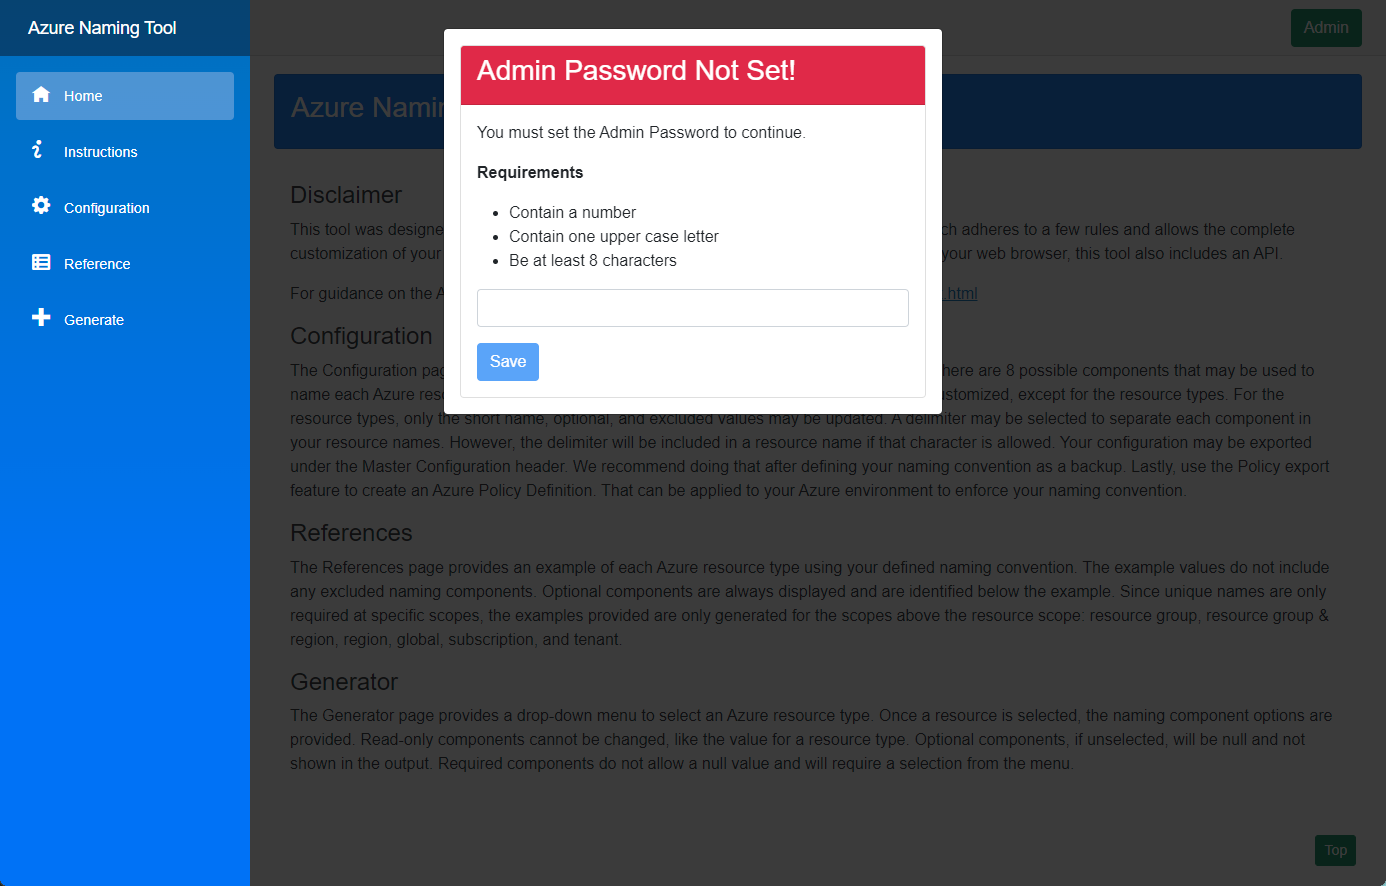 Azure Naming Tool
Admin
Home
Instructions
Configuration
Reference
Generate
Admin Password Not Set!
You must set the Admin Password to continue.
Requirements
Contain a number
Contain one upper case letter
Be at least 8 characters
Save
Azure Namin
Disclaimer
This tool was designe
ch adheres to a few rules and allows the complete
customization of your
your web browser, this tool also includes an API.
For guidance on the A
.html
Configuration
The Configuration pag
here are 8 possible components that may be used to
name each Azure reso
stomized, except for the resource types. For the
resource types, only the short name, optional, and excluded values may be updated. A delimiter may be selected to separate each component in
your resource names. However, the delimiter will be included in a resource name if that character is allowed. Your configuration may be exported
under the Master Configuration header. We recommend doing that after defining your naming convention as a backup. Lastly, use the Policy export
feature to create an Azure Policy Definition. That can be applied to your Azure environment to enforce your naming convention.
References
The References page provides an example of each Azure resource type using your defined naming convention. The example values do not include
any excluded naming components. Optional components are always displayed and are identified below the example. Since unique names are only
required at specific scopes, the examples provided are only generated for the scopes above the resource scope: resource group, resource group &
region, region, global, subscription, and tenant.
Generator
The Generator page provides a drop-down menu to select an Azure resource type. Once a resource is selected, the naming component options are
provided. Read-only components cannot be changed, like the value for a resource type. Optional components, if unselected, will be null and not
shown in the output. Required components do not allow a null value and will require a selection from the menu.
Top